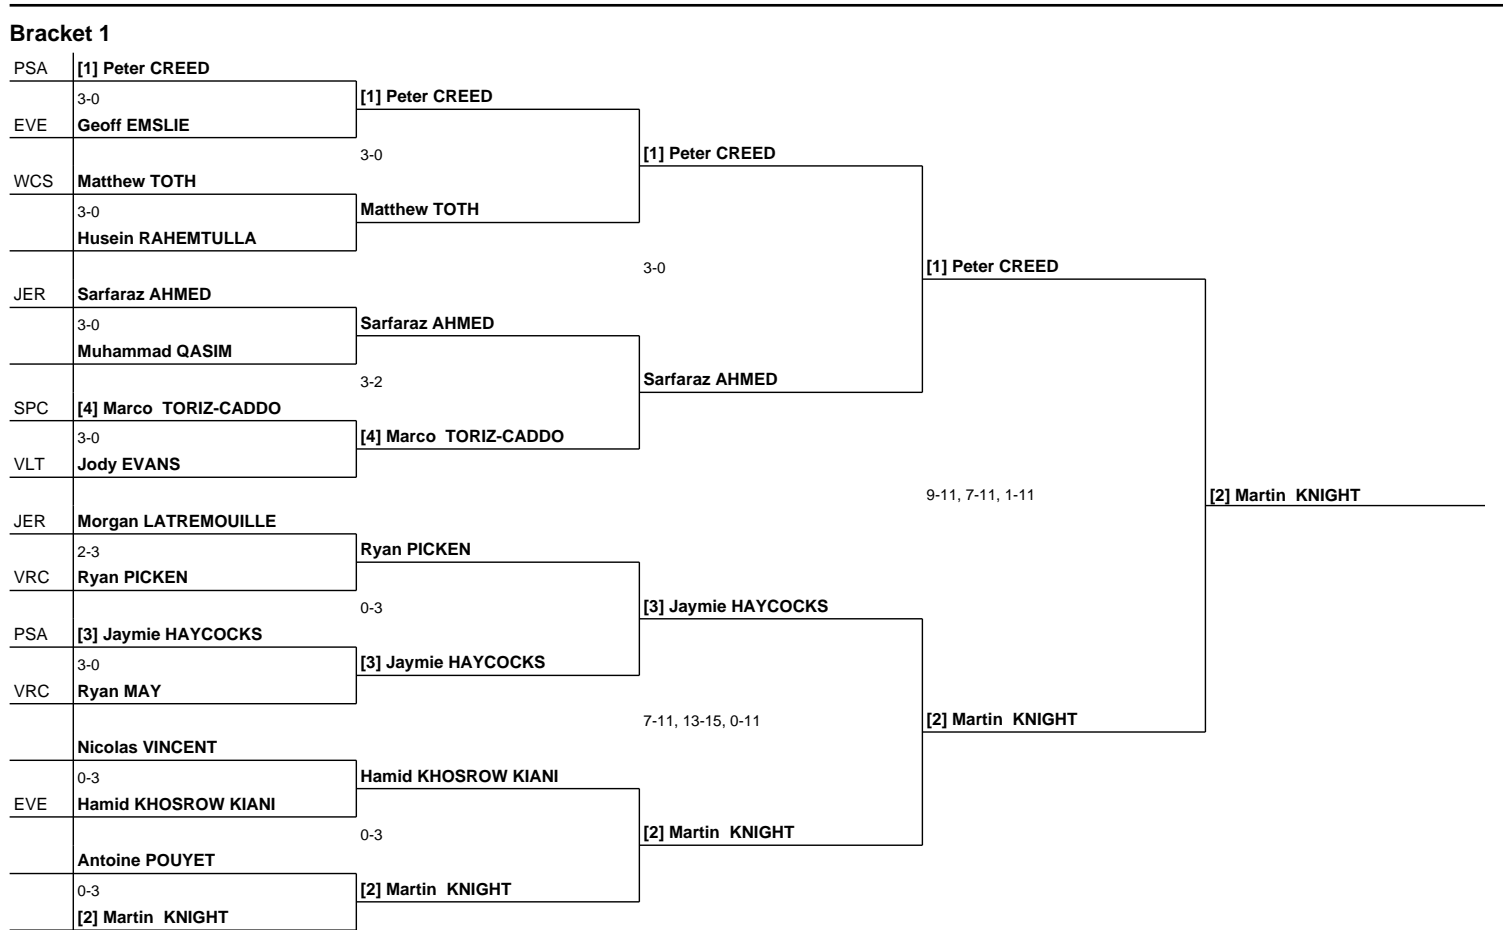 Bracket 1
PSA [1] Peter CREED
3-0 [1] Peter CREED
EVE Geoff EMSLIE
3-0 [1] Peter CREED
WCS Matthew TOTH
3-0 Matthew TOTH
Husein RAHEMTULLA
3-0 [1] Peter CREED
JER Sarfaraz AHMED
3-0 Sarfaraz AHMED
Muhammad QASIM
3-2 Sarfaraz AHMED
SPC [4] Marco TORIZ-CADDO
3-0 [4] Marco TORIZ-CADDO
VLT Jody EVANS
9-11, 7-11, 1-11 [2] Martin KNIGHT
JER Morgan LATREMOUILLE
2-3 Ryan PICKEN
VRC Ryan PICKEN
0-3 [3] Jaymie HAYCOCKS
PSA [3] Jaymie HAYCOCKS
3-0 [3] Jaymie HAYCOCKS
VRC Ryan MAY
7-11, 13-15, 0-11 [2] Martin KNIGHT
Nicolas VINCENT
0-3 Hamid KHOSROW KIANI
EVE Hamid KHOSROW KIANI
0-3 [2] Martin KNIGHT
Antoine POUYET
0-3 [2] Martin KNIGHT
[2] Martin KNIGHT